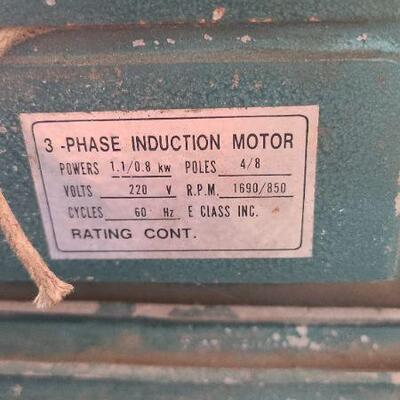 3 -PHASE INDUCTION MOTOR
POWERS 1.1/0.8 kw POLES 4/8
VOLTS 220 V R.P.M. 1690/850
CYCLES 60 Hz E CLASS INC.
RATING CONT.